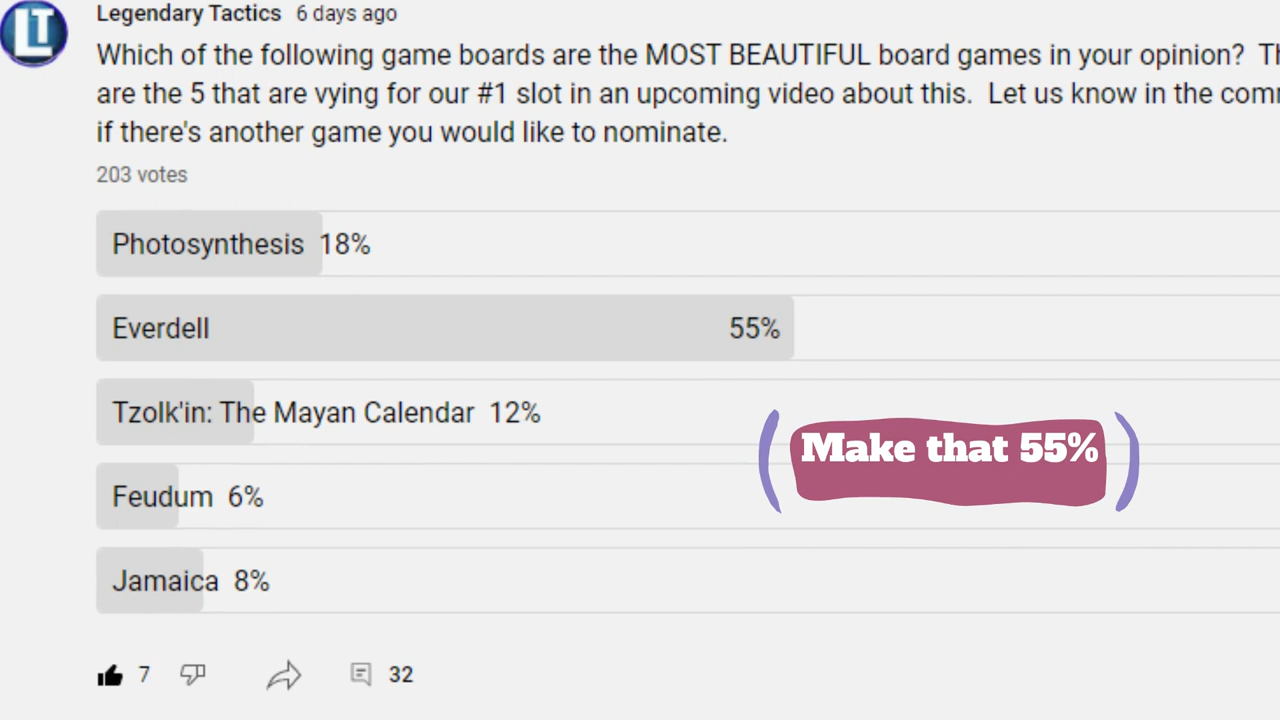 LT
Legendary Tactics 6 days ago
Which of the following game boards are the MOST BEAUTIFUL board games in your opinion? Th
are the 5 that are vying for our #1 slot in an upcoming video about this. Let us know in the com
if there's another game you would like to nominate.
203 votes
Photosynthesis 18%
Everdell 55%
Tzolk'in: The Mayan Calendar 12%
Make that 55%
Feudum 6%
Jamaica 8%
7 32